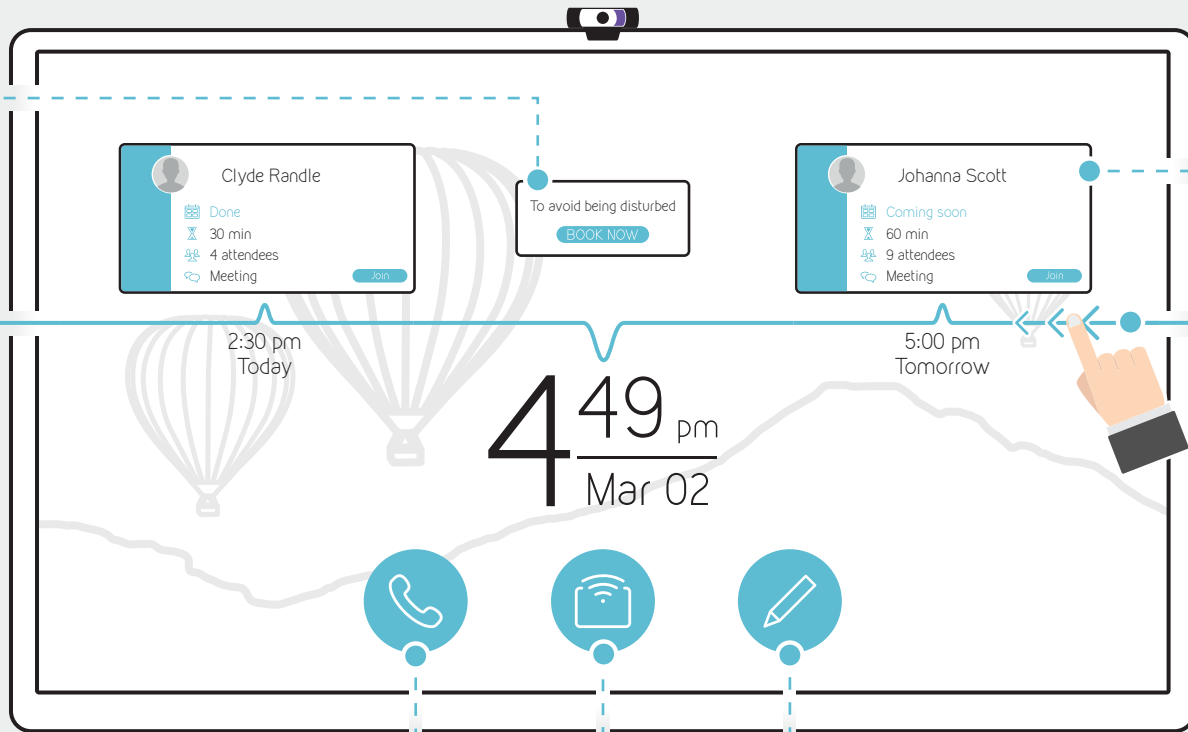 Clyde Randle
Done
30 min
4 attendees
Meeting
Join
To avoid being disturbed
BOOK NOW
Johanna Scott
Coming soon
60 min
9 attendees
Meeting
Join
2:30 pm
Today
5:00 pm
Tomorrow
4 49 pm
Mar 02